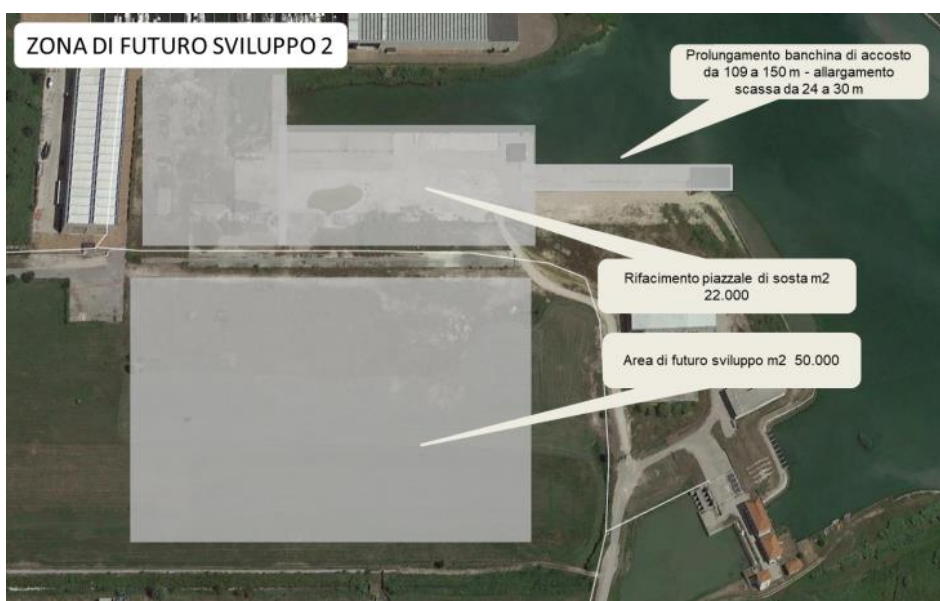 ZONA DI FUTURO SVILUPPO 2
Prolungamento banchina di accosto
da 109 a 150 m - allargamento
scassa da 24 a 30 m
Rifacimento piazzale di sosta m2
22.000
Area di futuro sviluppo m2 50.000